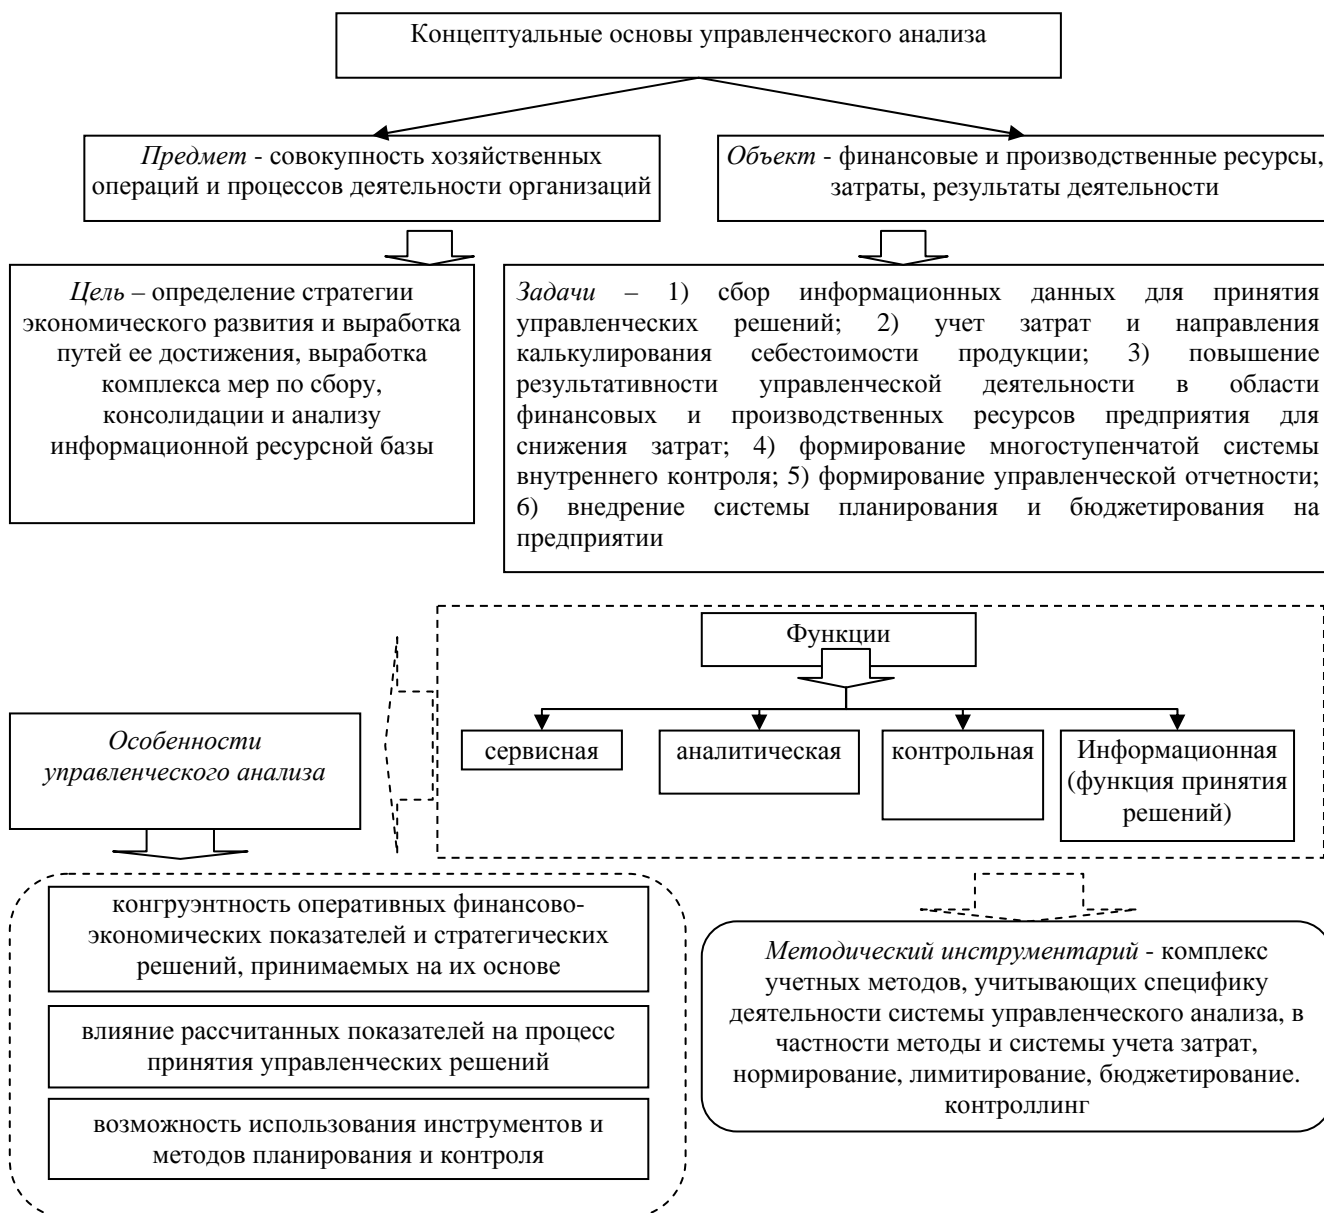 Концептуальные основы управленческого анализа
Предмет - совокупность хозяйственных
операций и процессов деятельности организаций
Объект - финансовые и производственные ресурсы,
затраты, результаты деятельности
Цель – определение стратегии
экономического развития и выработка
путей ее достижения, выработка
комплекса мер по сбору,
консолидации и анализу
информационной ресурсной базы
Задачи – 1) сбор информационных данных для принятия
управленческих решений; 2) учет затрат и направления
калькулирования себестоимости продукции; 3) повышение
результативности управленческой деятельности в области
финансовых и производственных ресурсов предприятия для
снижения затрат; 4) формирование многоступенчатой системы
внутреннего контроля; 5) формирование управленческой отчетности;
6) внедрение системы планирования и бюджетирования на
предприятии
Функции
сервисная
аналитическая
контрольная
Информационная
(функция принятия
решений)
Особенности
управленческого анализа
конгруэнтность оперативных финансово-
экономических показателей и стратегических
решений, принимаемых на их основе
влияние рассчитанных показателей на процесс
принятия управленческих решений
возможность использования инструментов и
методов планирования и контроля
Методический инструментарий - комплекс
учетных методов, учитывающих специфику
деятельности системы управленческого анализа, в
частности методы и системы учета затрат,
нормирование, лимитирование, бюджетирование.
контроллинг